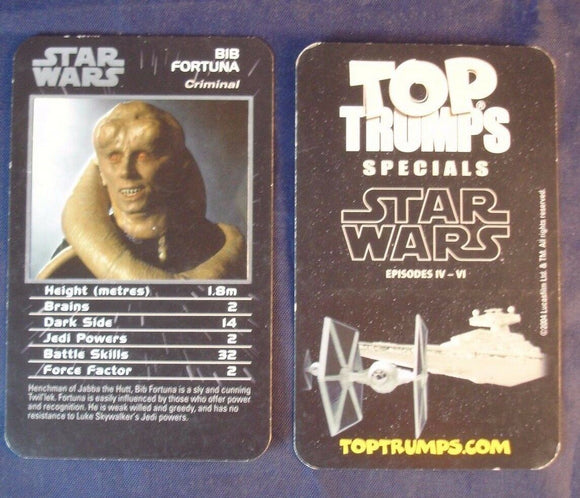 STAR
WARS
BIB
FORTUNA
Criminal
Height (metres) 1.8m
Brains 2
Dark Side 14
Jedi Powers 2
Battle Skills 32
Force Factor 2
Henchman of Jabba the Hutt, Bib Fortuna is a sly and cunning
Twi'lek. Fortuna is easily influenced by those who offer power
and recognition. He is weak willed and greedy, and has no
resistance to Luke Skywalker's Jedi powers.
TOP
TRUMPS®
SPECIALS
STAR
WARS
EPISODES IV – VI
©2004 Lucasfilm Ltd. & TM. All rights reserved.
TOPTRUMPS.COM